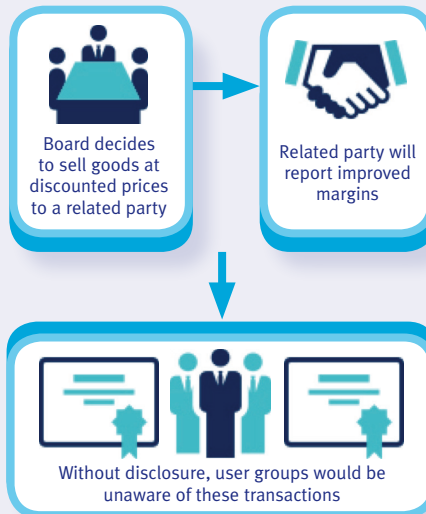 Board decides
to sell goods at
discounted prices
to a related party
Related party will
report improved
margins
Without disclosure, user groups would be
unaware of these transactions